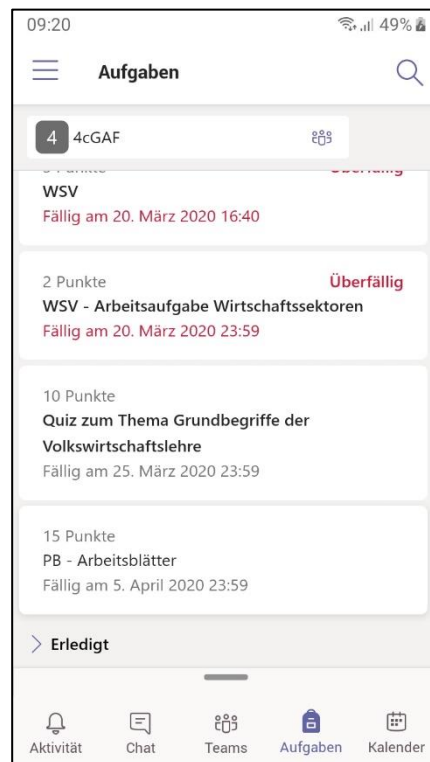 09:20 49%
Aufgaben
4 4cGAF
WSV
Fällig am 20. März 2020 16:40
2 Punkte Überfällig
WSV - Arbeitsaufgabe Wirtschaftssektoren
Fällig am 20. März 2020 23:59
10 Punkte
Quiz zum Thema Grundbegriffe der
Volkswirtschaftslehre
Fällig am 25. März 2020 23:59
15 Punkte
PB - Arbeitsblätter
Fällig am 5. April 2020 23:59
Erledigt
Aktivität Chat Teams Aufgaben Kalender